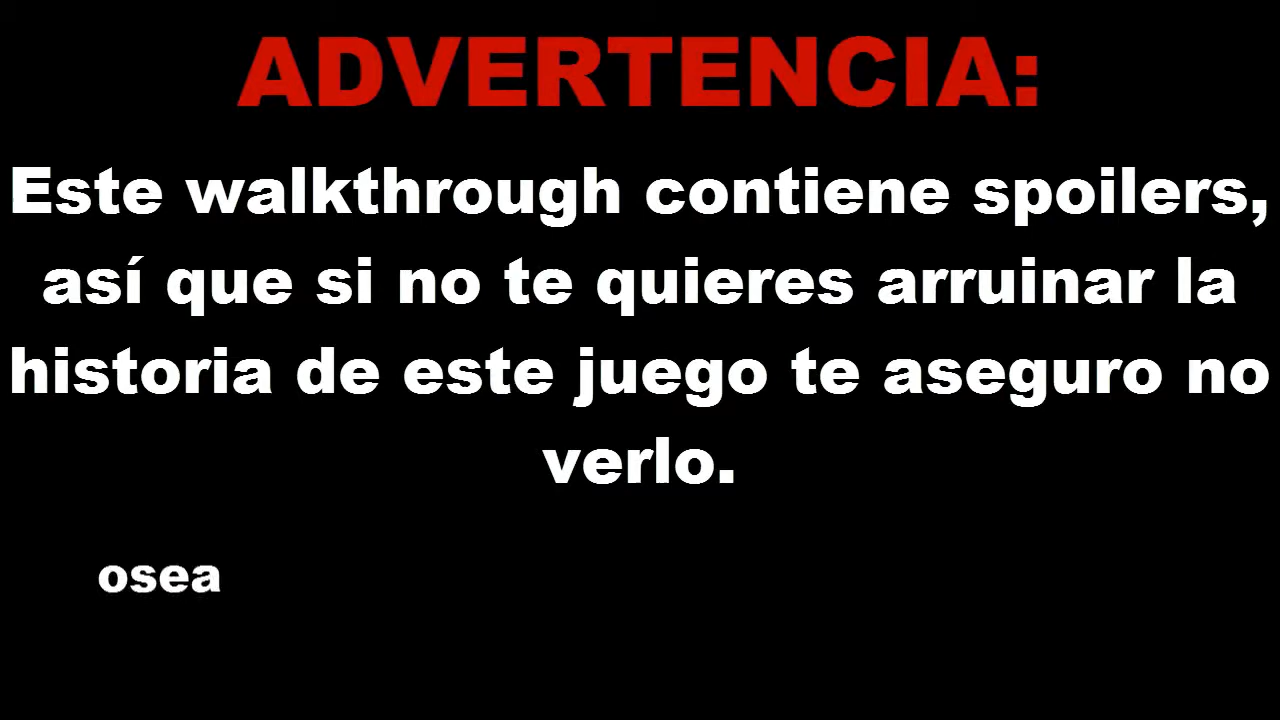 ADVERTENCIA:
Este walkthrough contiene spoilers,
así que si no te quieres arruinar la
historia de este juego te aseguro no
verlo.
osea